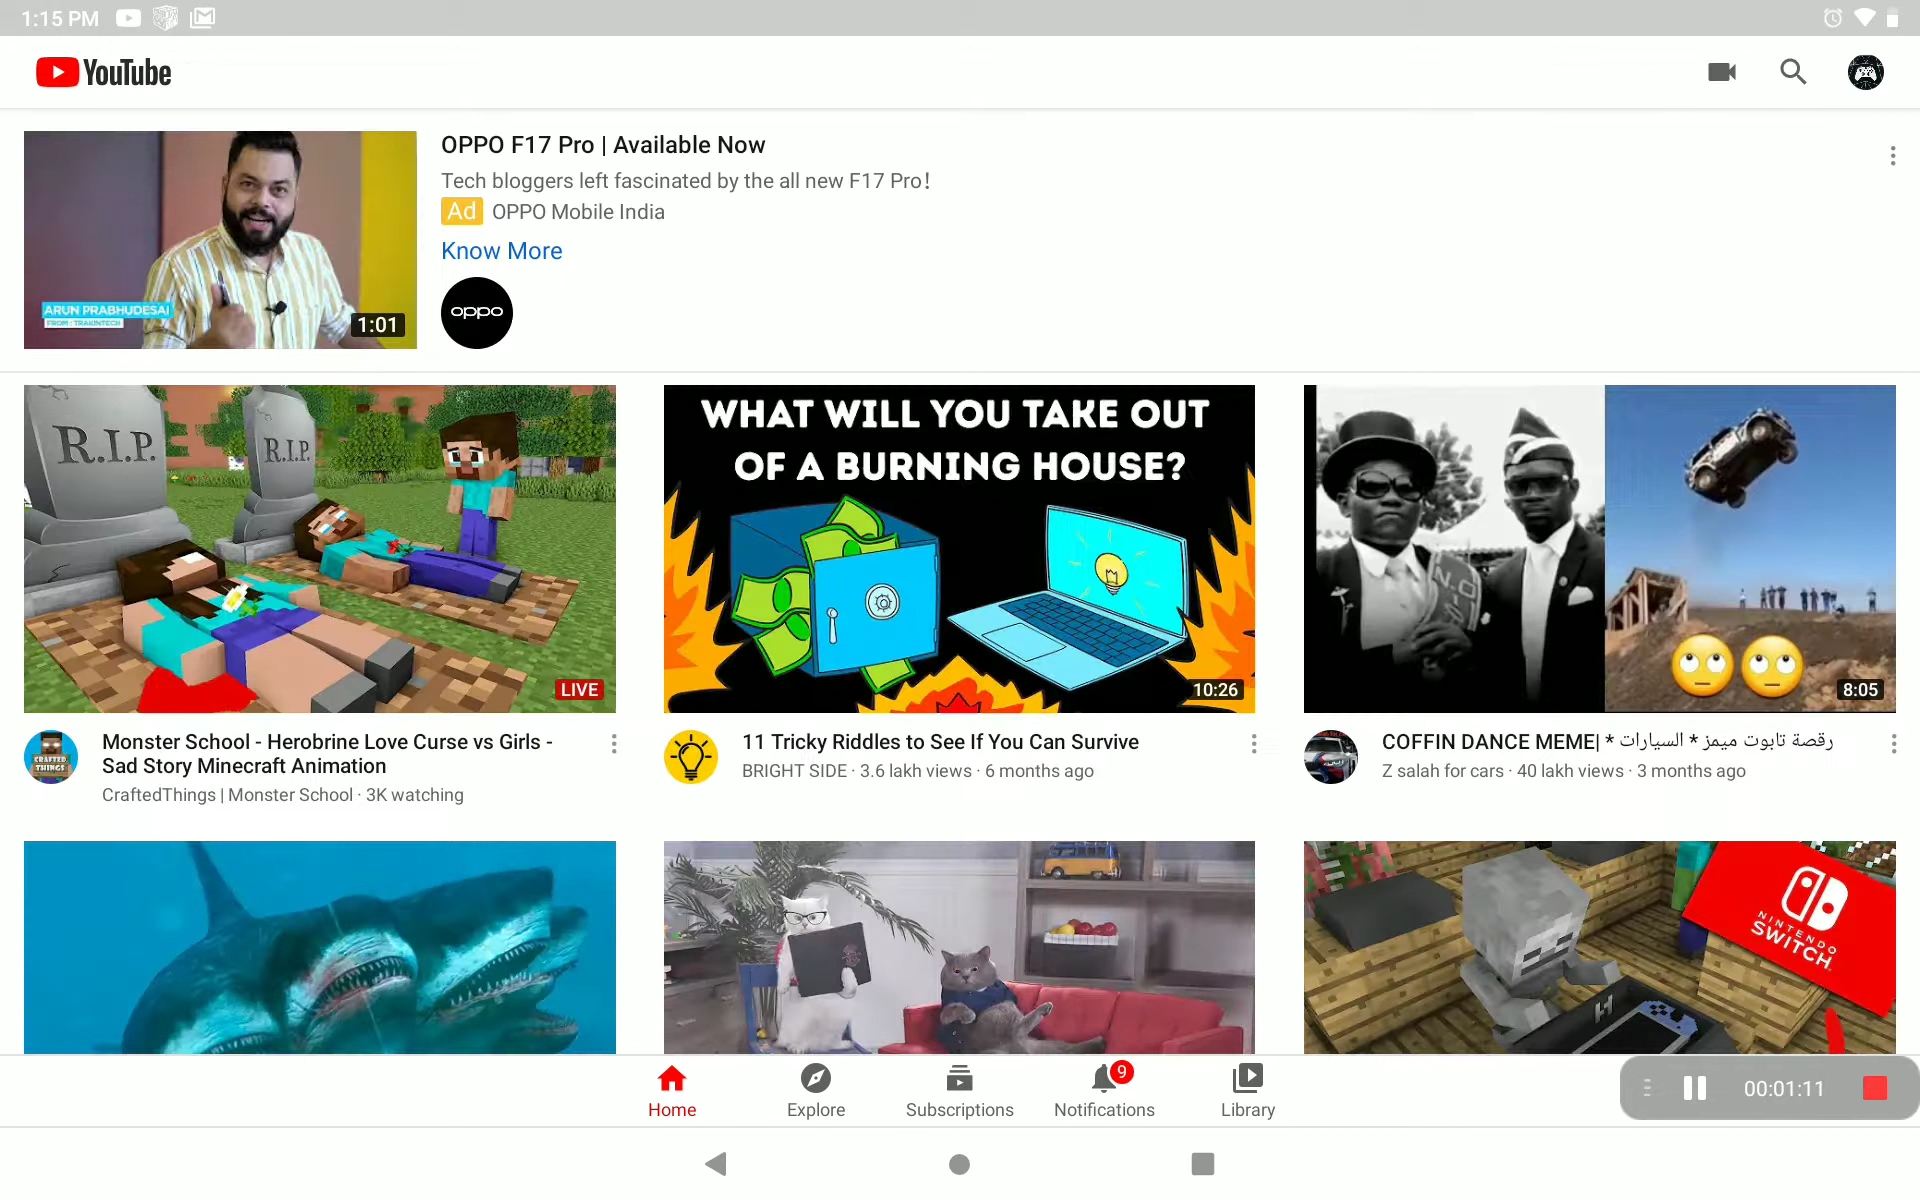 1:15 PM
YouTube
OPPO F17 Pro | Available Now
Tech bloggers left fascinated by the all new F17 Pro!
Ad OPPO Mobile India
Know More
oppo
ARUN PRABHUDESAI
FROM : TRAKINTECH
1:01
R.I.P.
R.I.P.
LIVE
WHAT WILL YOU TAKE OUT
OF A BURNING HOUSE?
10:26
8:05
CRAFTED
THINGS
Monster School - Herobrine Love Curse vs Girls -
Sad Story Minecraft Animation
CraftedThings | Monster School · 3K watching
11 Tricky Riddles to See If You Can Survive
BRIGHT SIDE · 3.6 lakh views · 6 months ago
COFFIN DANCE MEME| * رقصة تابوت ميمز * السيارات
Z salah for cars · 40 lakh views · 3 months ago
NINTENDO
SWITCH
Home
Explore
Subscriptions
9
Notifications
Library
00:01:11